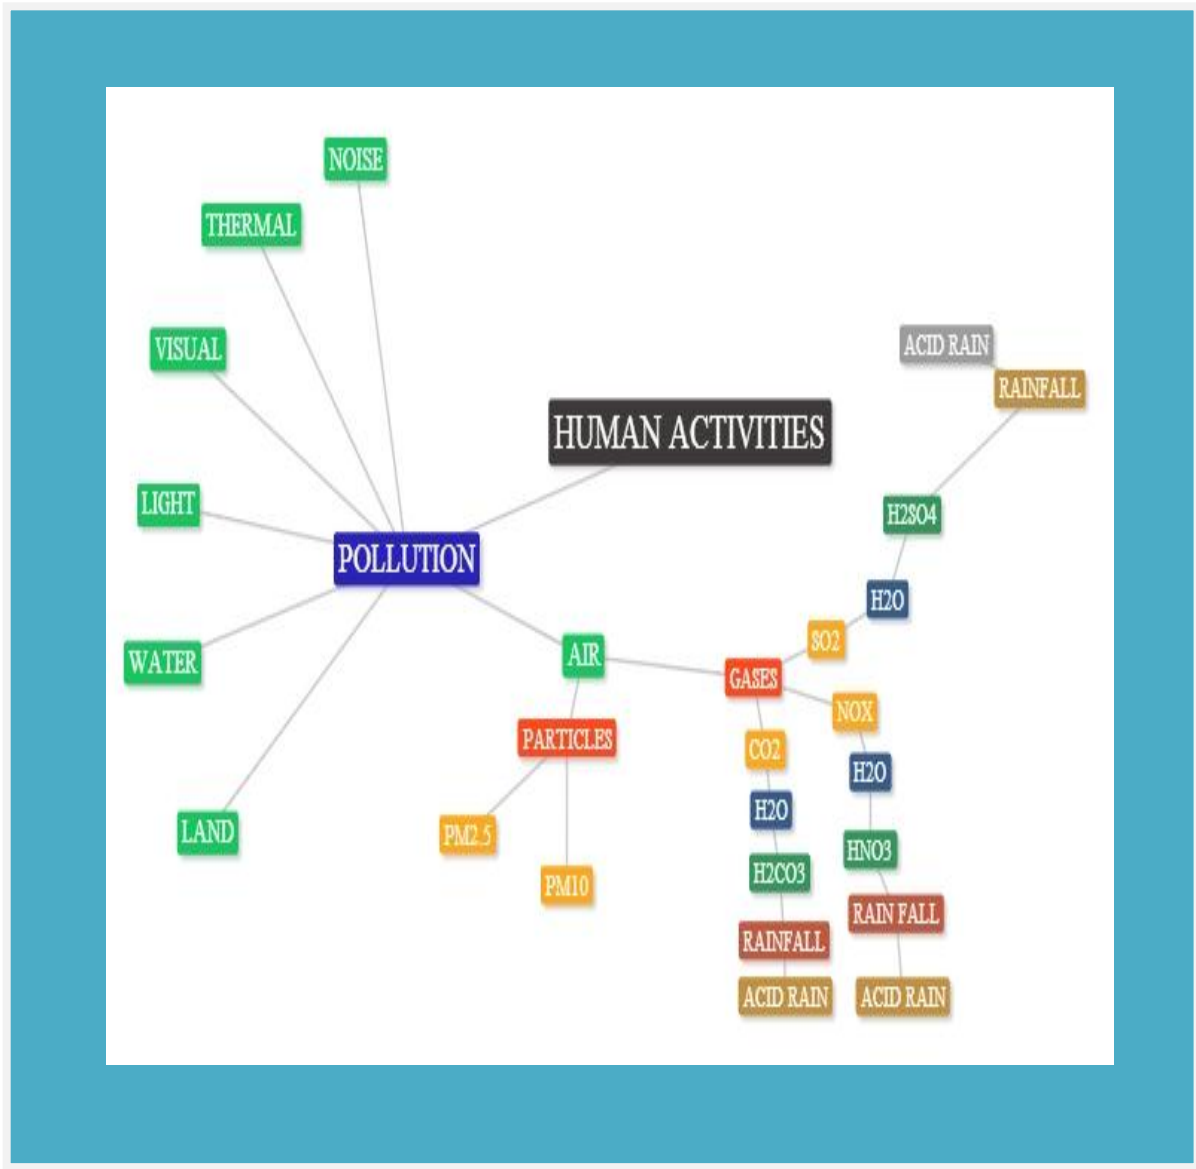 NOISE
THERMAL
VISUAL
ACID RAIN
RAINFALL
HUMAN ACTIVITIES
LIGHT
H2SO4
POLLUTION
H2O
SO2
WATER
AIR
GASES
NOX
PARTICLES
CO2
H2O
H2O
LAND
PM2.5
HNO3
H2CO3
PM10
RAIN FALL
RAINFALL
ACID RAIN
ACID RAIN